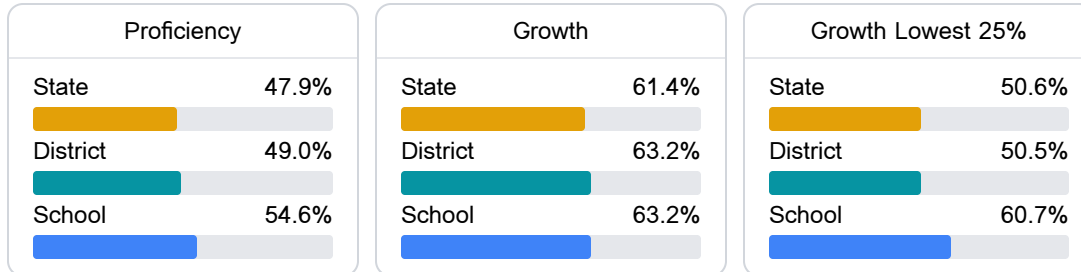 Proficiency
State 47.9%
District 49.0%
School 54.6%
Growth
State 61.4%
District 63.2%
School 63.2%
Growth Lowest 25%
State 50.6%
District 50.5%
School 60.7%